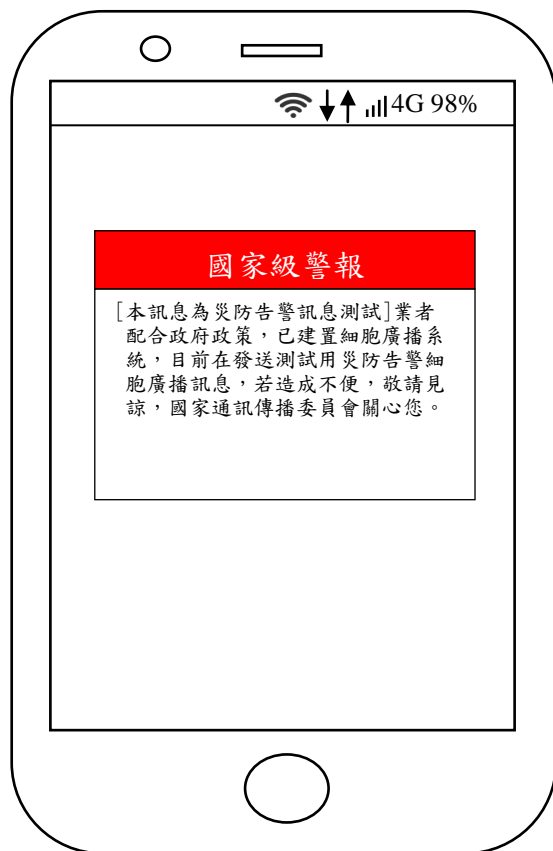 4G 98%
國家級警報
[本訊息為災防告警訊息測試]業者
配合政府政策，已建置細胞廣播系
統，目前在發送測試用災防告警細
胞廣播訊息，若造成不便，敬請見
諒，國家通訊傳播委員會關心您。